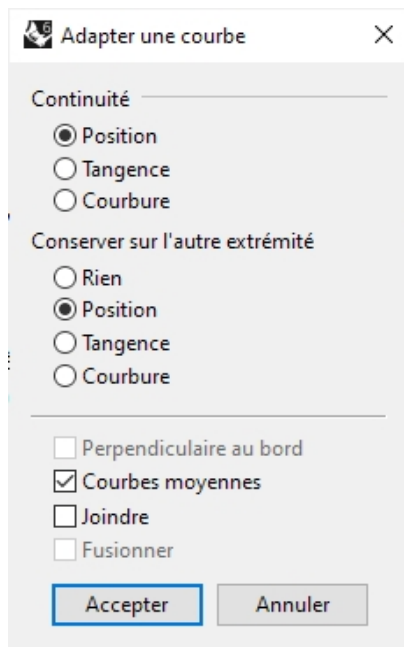 Adapter une courbe
Continuité
Position
Tangence
Courbure
Conserver sur l'autre extrémité
Rien
Position
Tangence
Courbure
Perpendiculaire au bord
Courbes moyennes
Joindre
Fusionner
Accepter Annuler